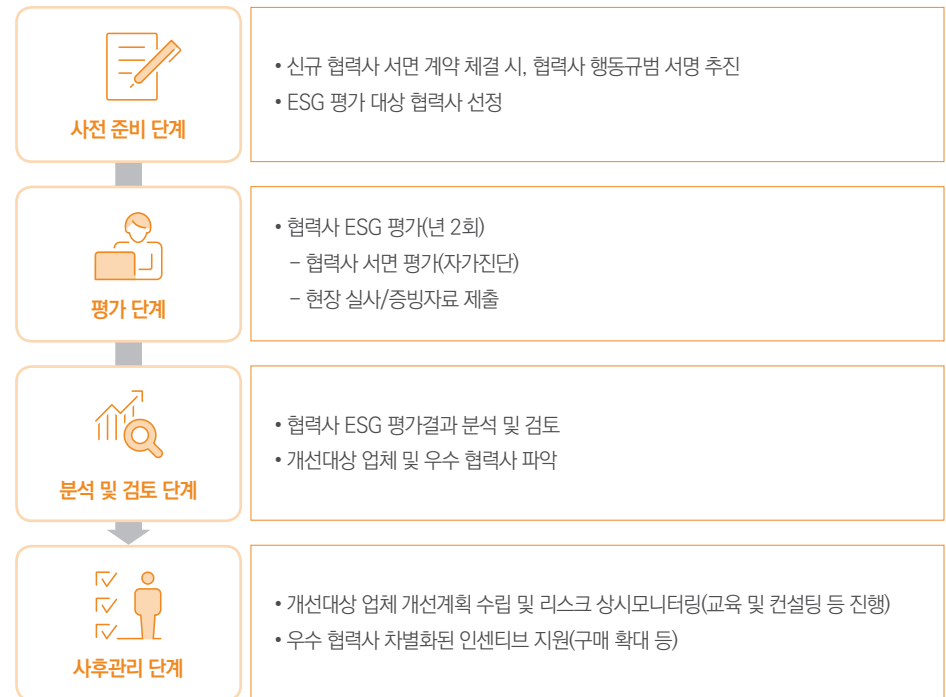 사전 준비 단계
• 신규 협력사 서면 계약 체결 시, 협력사 행동규범 서명 추진
• ESG 평가 대상 협력사 선정
평가 단계
• 협력사 ESG 평가(년 2회)
– 협력사 서면 평가(자가진단)
– 현장 실사/증빙자료 제출
분석 및 검토 단계
• 협력사 ESG 평가결과 분석 및 검토
• 개선대상 업체 및 우수 협력사 파악
사후관리 단계
• 개선대상 업체 개선계획 수립 및 리스크 상시모니터링(교육 및 컨설팅 등 진행)
• 우수 협력사 차별화된 인센티브 지원(구매 확대 등)